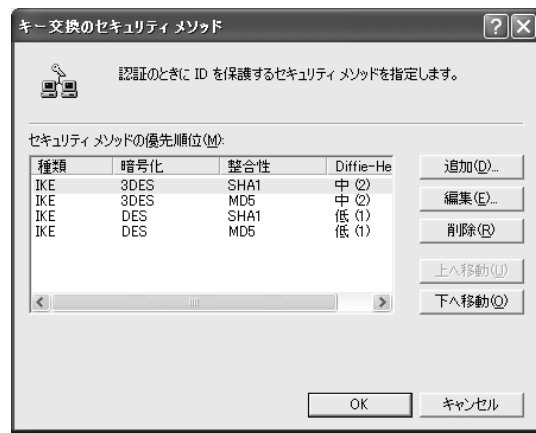 キー交換のセキュリティ メソッド
認証のときに ID を保護するセキュリティ メソッドを指定します。
セキュリティ メソッドの優先順位(M):
種類 暗号化 整合性 Diffie-He
IKE 3DES SHA1 中 (2)
IKE 3DES MD5 中 (2)
IKE DES SHA1 低 (1)
IKE DES MD5 低 (1)
追加(D)...
編集(E)...
削除(R)
上へ移動(U)
下へ移動(O)
OK キャンセル